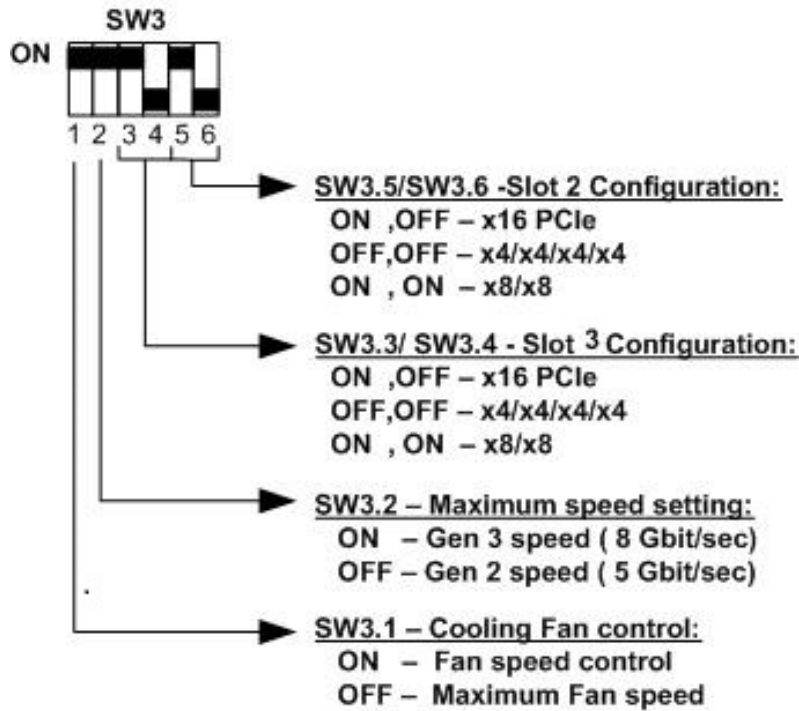 SW3
ON
1 2 3 4 5 6
SW3.5/SW3.6 -Slot 2 Configuration:
ON ,OFF – x16 PCIe
OFF,OFF – x4/x4/x4/x4
ON , ON – x8/x8
SW3.3/ SW3.4 - Slot 3 Configuration:
ON ,OFF – x16 PCIe
OFF,OFF – x4/x4/x4/x4
ON , ON – x8/x8
SW3.2 – Maximum speed setting:
ON – Gen 3 speed ( 8 Gbit/sec)
OFF – Gen 2 speed ( 5 Gbit/sec)
SW3.1 – Cooling Fan control:
ON – Fan speed control
OFF – Maximum Fan speed